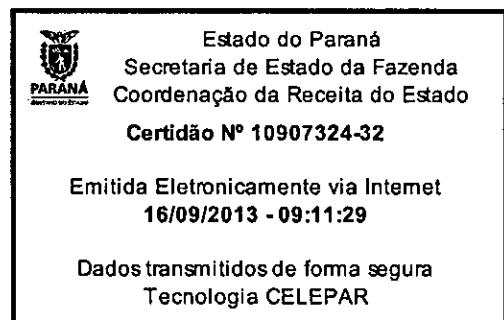 Estado do Paraná
Secretaria de Estado da Fazenda
PARANÁ
Coordenação da Receita do Estado
Certidão Nº 10907324-32
Emitida Eletronicamente via Internet
16/09/2013 - 09:11:29
Dados transmitidos de forma segura
Tecnologia CELEPAR